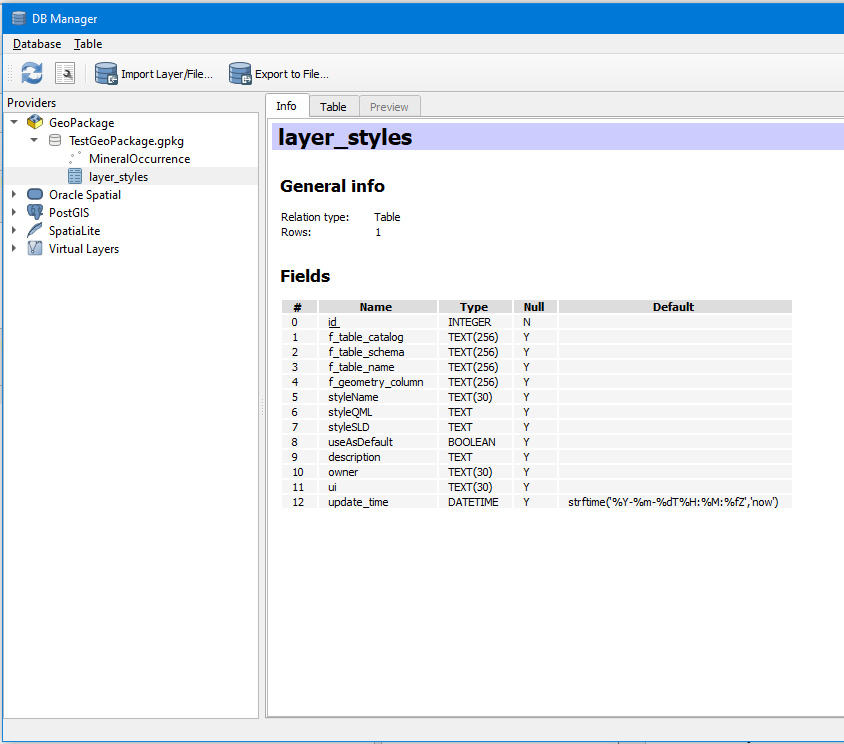 DB Manager
Database Table
Import Layer/File... Export to File...
Providers
GeoPackage
TestGeoPackage.gpkg
MineralOccurrence
layer_styles
Oracle Spatial
PostGIS
SpatiaLite
Virtual Layers
Info Table Preview
layer_styles
General info
Relation type: Table
Rows: 1
Fields
# Name Type Null Default
0 id INTEGER N
1 f_table_catalog TEXT(256) Y
2 f_table_schema TEXT(256) Y
3 f_table_name TEXT(256) Y
4 f_geometry_column TEXT(256) Y
5 styleName TEXT(30) Y
6 styleQML TEXT Y
7 styleSLD TEXT Y
8 useAsDefault BOOLEAN Y
9 description TEXT Y
10 owner TEXT(30) Y
11 ui TEXT(30) Y
12 update_time DATETIME Y strftime('%Y-%m-%dT%H:%M:%fZ','now')